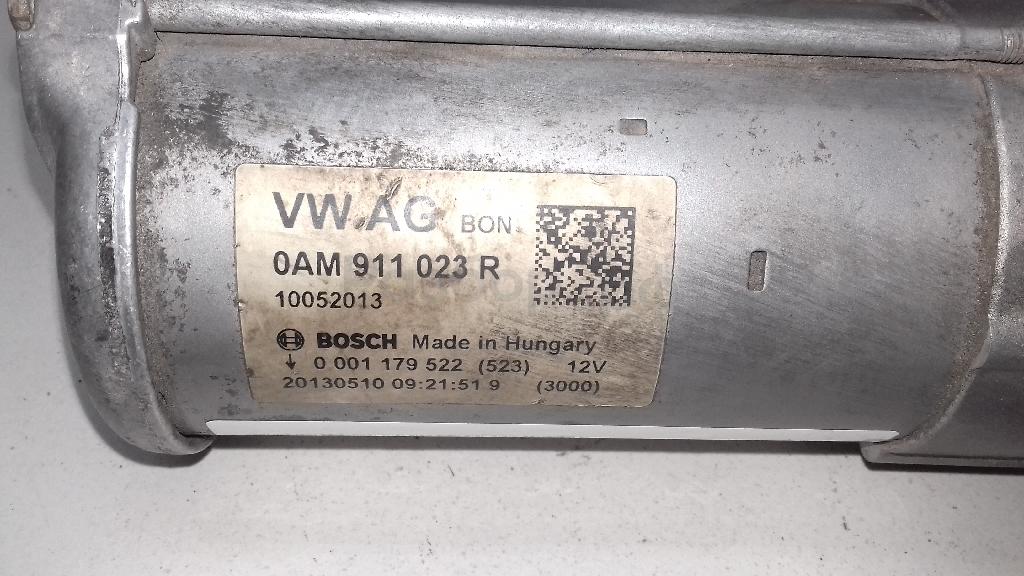 VW AG BON
0AM 911 023 R
10052013
BOSCH Made in Hungary
↓ 0 001 179 522 (523) 12V
20130510 09:21:51 9 (3000)